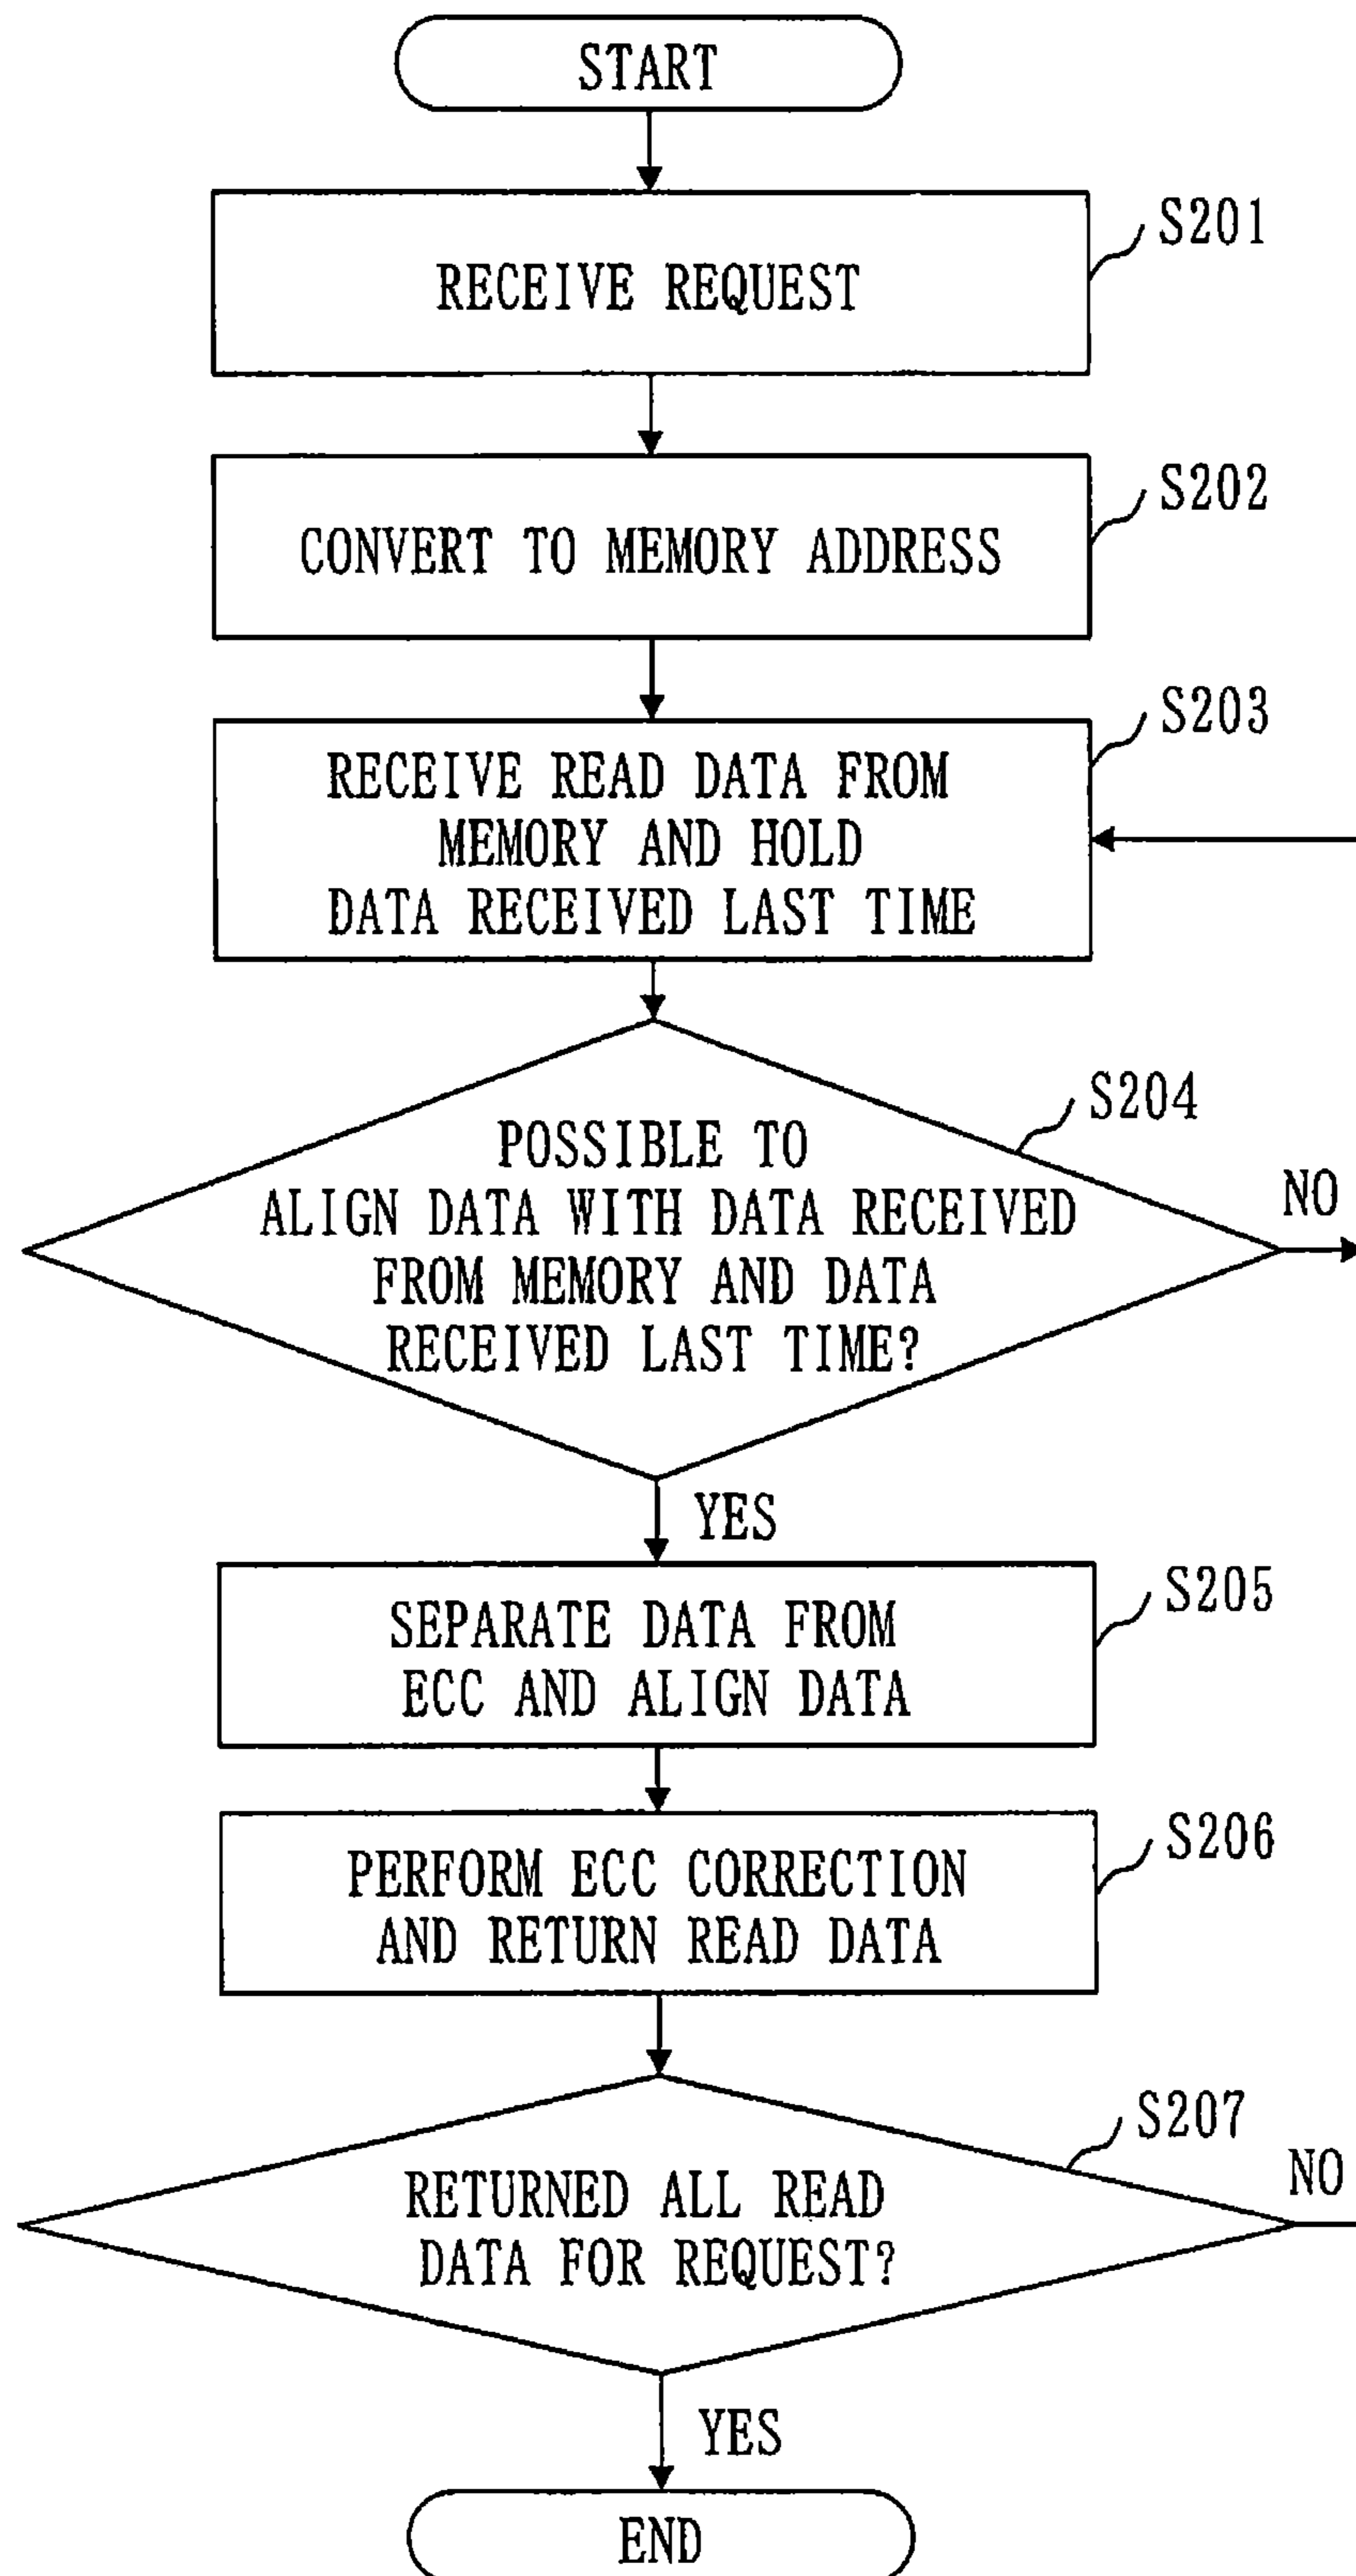 START
S201
RECEIVE REQUEST
S202
CONVERT TO MEMORY ADDRESS
S203
RECEIVE READ DATA FROM
MEMORY AND HOLD
DATA RECEIVED LAST TIME
S204
POSSIBLE TO
ALIGN DATA WITH DATA RECEIVED
FROM MEMORY AND DATA
RECEIVED LAST TIME?
NO
YES
S205
SEPARATE DATA FROM
ECC AND ALIGN DATA
S206
PERFORM ECC CORRECTION
AND RETURN READ DATA
S207
RETURNED ALL READ
DATA FOR REQUEST?
NO
YES
END